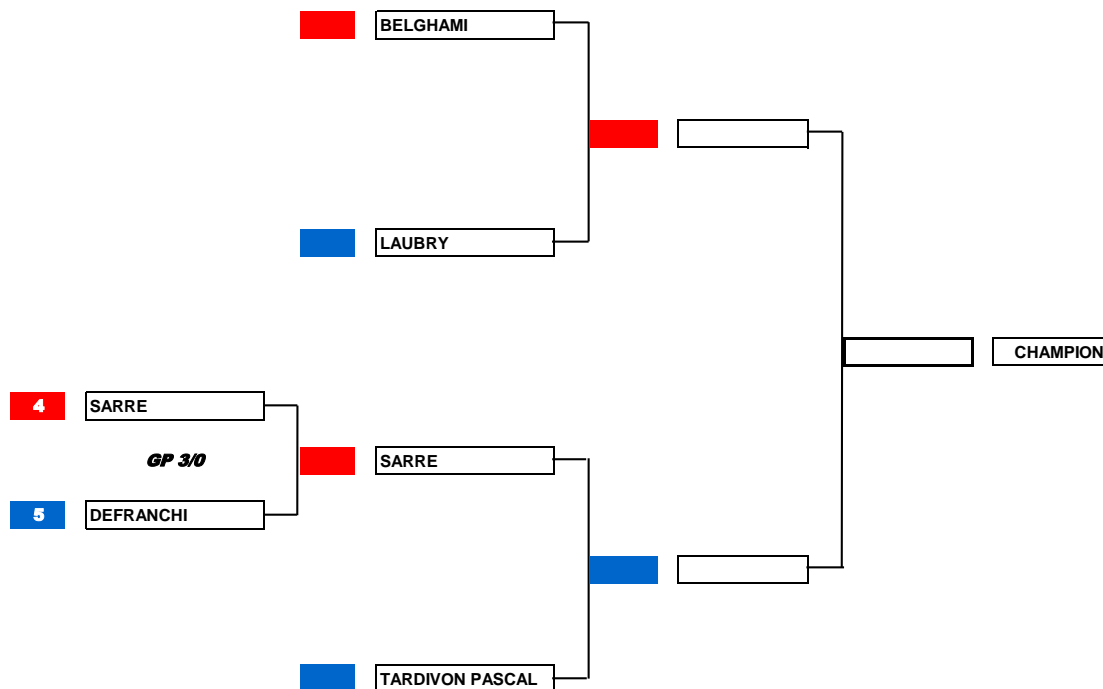 BELGHAMI
LAUBRY
CHAMPION
4 SARRE
GP 3/0
SARRE
5 DEFRANCHI
TARDIVON PASCAL